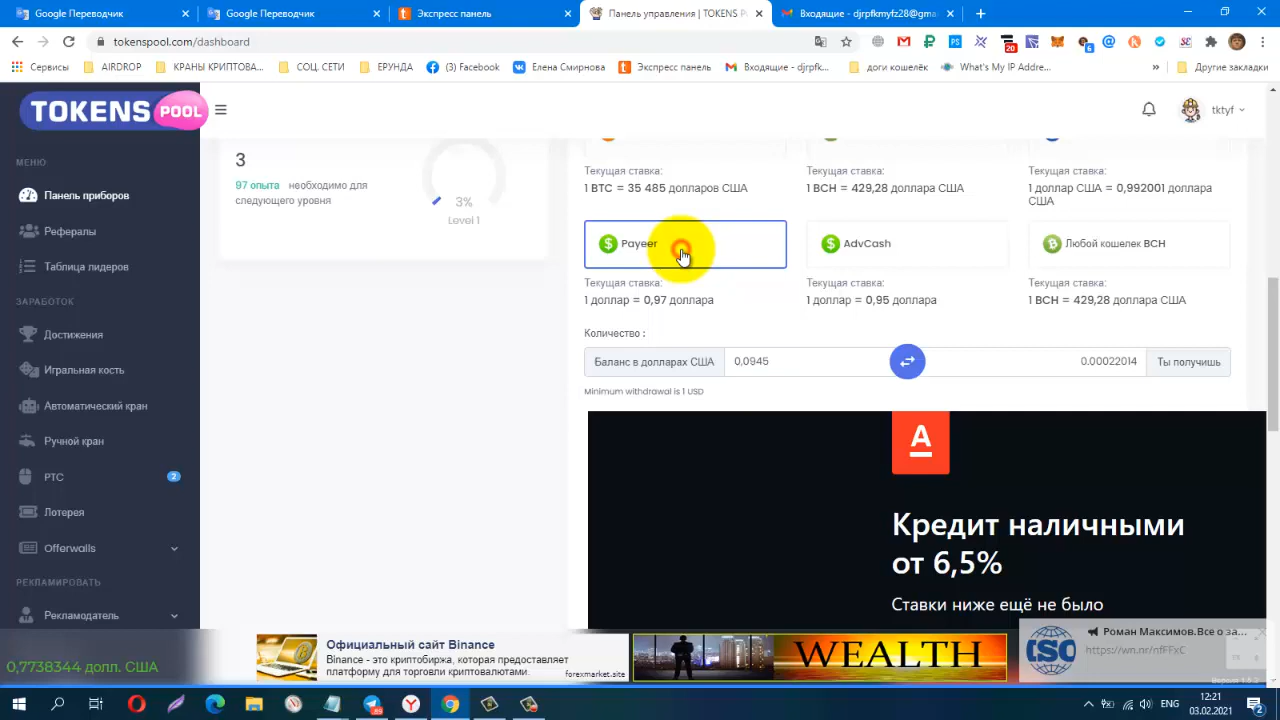 Google Переводчик
Google Переводчик
Экспресс панель
Панель управления | TOKENS P
Входящие - djrpfkmyfz28@gma
tokenspool.com/dashboard
20
6
Сервисы
AIRDROP
КРАНЫ КРИПТОВА...
СОЦ. СЕТИ
ЕРУНДА
(3) Facebook
Елена Смирнова
Экспресс панель
Входящие - djrpfk...
доги кошелёк
What's My IP Addre...
»
Другие закладки
TOKENS POOL
tktyf
МЕНЮ
Панель приборов
Рефералы
Таблица лидеров
ЗАРАБОТОК
Достижения
Игральная кость
Автоматический кран
Ручной кран
PTC
2
Лотерея
Offerwalls
РЕКЛАМИРОВАТЬ
Рекламодатель
0,7738344 долл. США
3
97 опыта необходимо для
следующего уровня
3%
Level 1
Текущая ставка:
1 BTC = 35 485 долларов США
Текущая ставка:
1 BCH = 429,28 доллара США
Текущая ставка:
1 доллар США = 0,992001 доллара
США
Payeer
AdvCash
Любой кошелек BCH
Текущая ставка:
1 доллар = 0,97 доллара
Текущая ставка:
1 доллар = 0,95 доллара
Текущая ставка:
1 BCH = 429,28 доллара США
Количество :
Баланс в долларах США
0,0945
0.00022014
Ты получишь
Minimum withdrawal is 1 USD
А
Кредит наличными
от 6,5%
Ставки ниже ещё не было
Официальный сайт Binance
Binance - это криптобиржа, которая предоставляет
платформу для торговли криптовалютами.
forexmarket.site
WEALTH
ISO
Роман Максимов.Все о за...
https://wn.nr/nfFFxC
ENG
12:21
03.02.2021
2